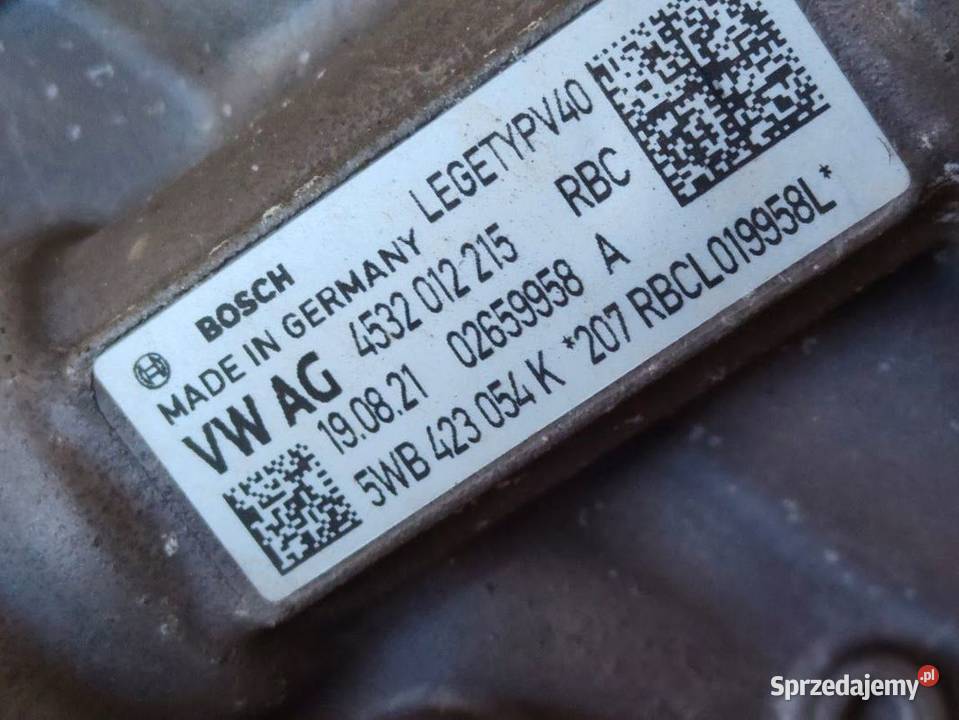 BOSCH
MADE IN GERMANY LEGETYPV40
VW AG 4532 012 215 RBC
19.08.21 02659958 A
5WB 423 054 K *207 RBCL019958L*
Sprzedajemy.pl